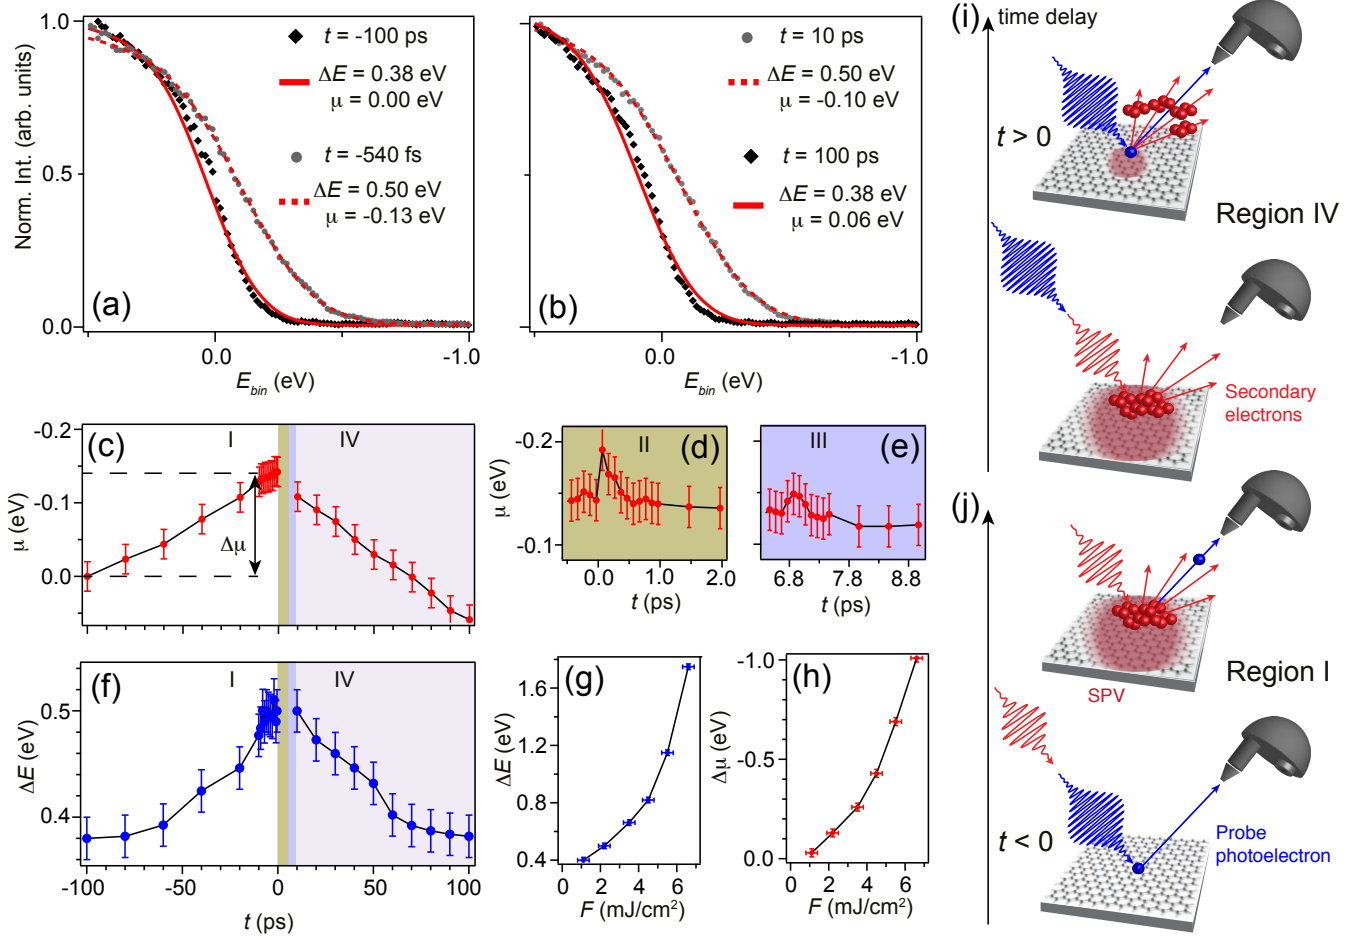 (a)
1.0
0.5
0.0
Norm. Int. (arb. units)
t = -100 ps
ΔE = 0.38 eV
μ = 0.00 eV
t = -540 fs
ΔE = 0.50 eV
μ = -0.13 eV
0.0
-1.0
E_bin (eV)
(b)
t = 10 ps
ΔE = 0.50 eV
μ = -0.10 eV
t = 100 ps
ΔE = 0.38 eV
μ = 0.06 eV
0.0
-1.0
E_bin (eV)
(c)
I
IV
-0.2
-0.1
0.0
μ (eV)
Δμ
-50
0
50
100
II
(d)
-0.2
-0.1
μ (eV)
0.0
1.0
2.0
t (ps)
III
(e)
6.8
7.8
8.8
t (ps)
(f)
I
IV
0.5
0.4
ΔE (eV)
-100
-50
0
50
100
t (ps)
(g)
1.6
1.2
0.8
0.4
ΔE (eV)
0
2
4
6
F (mJ/cm²)
(h)
-1.0
-0.5
0.0
Δμ (eV)
0
2
4
6
F (mJ/cm²)
(i)
time delay
t > 0
Region IV
Secondary
electrons
(j)
SPV
Region I
t < 0
Probe
photoelectron